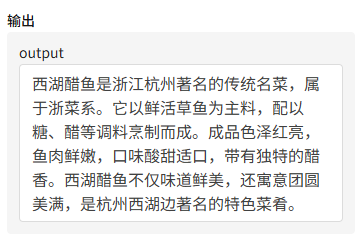 输出
output
西湖醋鱼是浙江杭州著名的传统名菜，属
于浙菜系。它以鲜活草鱼为主料，配以
糖、醋等调料烹制而成。成品色泽红亮，
鱼肉鲜嫩，口味酸甜适口，带有独特的醋
香。西湖醋鱼不仅味道鲜美，还寓意团圆
美满，是杭州西湖边著名的特色菜肴。